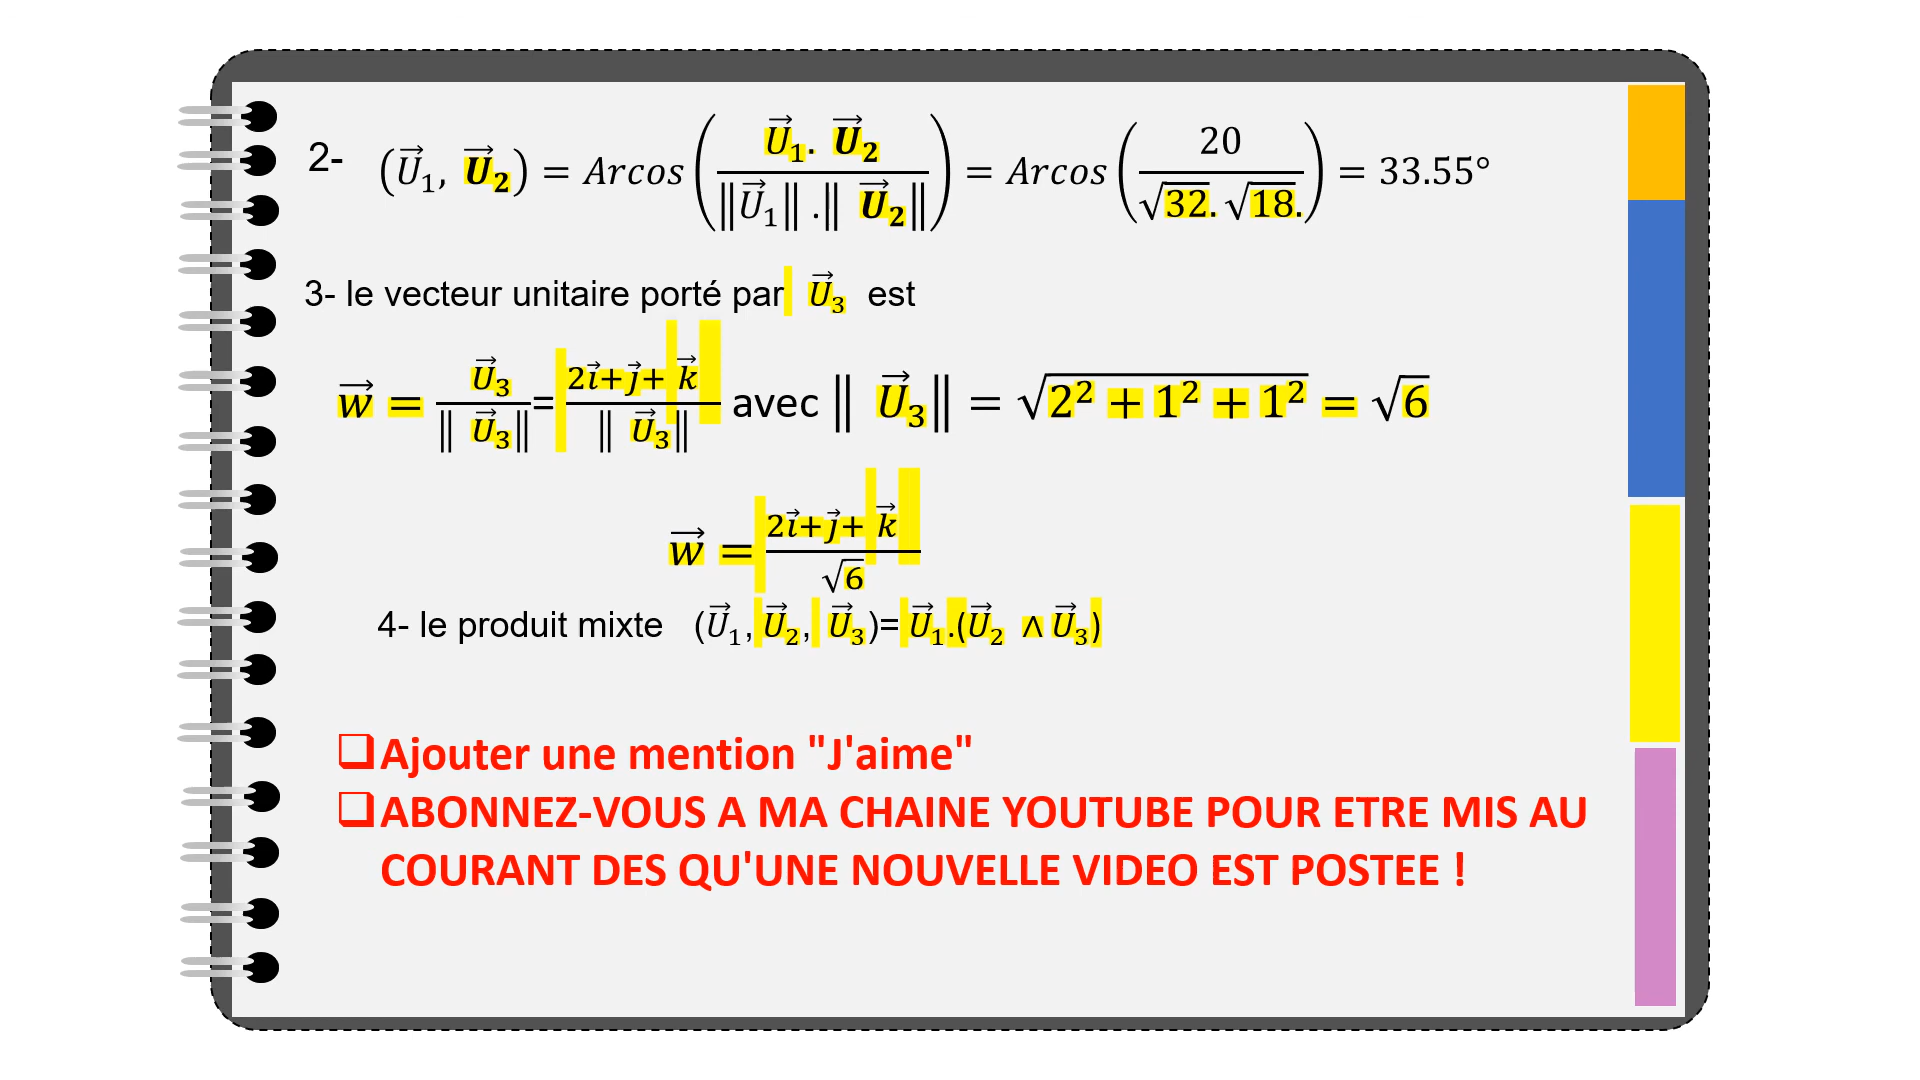 2- (U⃗₁, U⃗₂) = Arcos( (U⃗₁. U⃗₂) / (‖U⃗₁‖ .‖ U⃗₂‖) ) = Arcos( 20 / (√32. √18.) ) = 33.55°
3- le vecteur unitaire porté par U⃗₃ est
w⃗ = U⃗₃ / ‖ U⃗₃‖ = (2i⃗+j⃗+ k⃗) / ‖ U⃗₃‖ avec ‖ U⃗₃‖ = √(2² + 1² + 1²) = √6
w⃗ = (2i⃗+j⃗+ k⃗) / √6
4- le produit mixte (U⃗₁, U⃗₂, U⃗₃)= U⃗₁.(U⃗₂ ∧ U⃗₃)
❑ Ajouter une mention "J'aime"
❑ ABONNEZ-VOUS A MA CHAINE YOUTUBE POUR ETRE MIS AU
COURANT DES QU'UNE NOUVELLE VIDEO EST POSTEE !